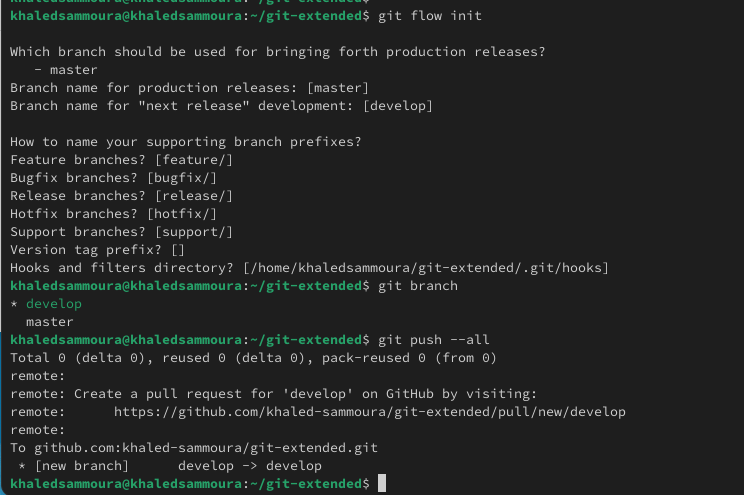 khaledsammoura@khaledsammoura:~/git-extended$ git flow init

Which branch should be used for bringing forth production releases?
   - master
Branch name for production releases: [master]
Branch name for "next release" development: [develop]

How to name your supporting branch prefixes?
Feature branches? [feature/]
Bugfix branches? [bugfix/]
Release branches? [release/]
Hotfix branches? [hotfix/]
Support branches? [support/]
Version tag prefix? []
Hooks and filters directory? [/home/khaledsammoura/git-extended/.git/hooks]
khaledsammoura@khaledsammoura:~/git-extended$ git branch
* develop
  master
khaledsammoura@khaledsammoura:~/git-extended$ git push --all
Total 0 (delta 0), reused 0 (delta 0), pack-reused 0 (from 0)
remote:
remote: Create a pull request for 'develop' on GitHub by visiting:
remote:      https://github.com/khaled-sammoura/git-extended/pull/new/develop
remote:
To github.com:khaled-sammoura/git-extended.git
 * [new branch]      develop -> develop
khaledsammoura@khaledsammoura:~/git-extended$